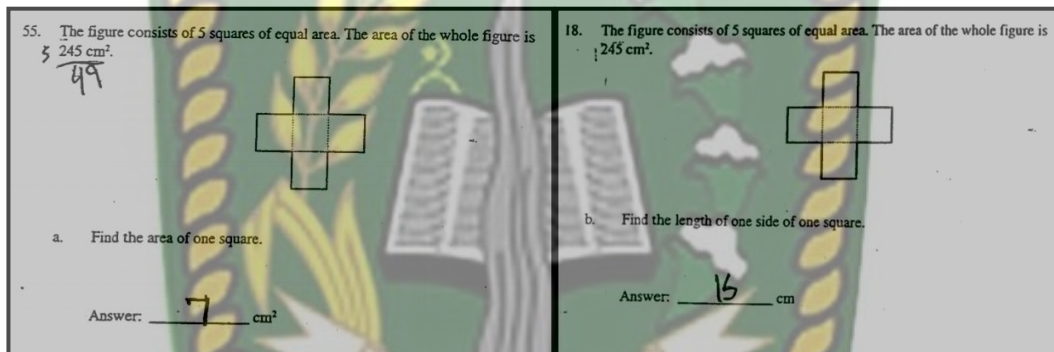 55. The figure consists of 5 squares of equal area. The area of the whole figure is
5 245 cm².
49
a. Find the area of one square.
Answer: 7 cm²
18. The figure consists of 5 squares of equal area. The area of the whole figure is
245 cm².
b. Find the length of one side of one square.
Answer: 15 cm